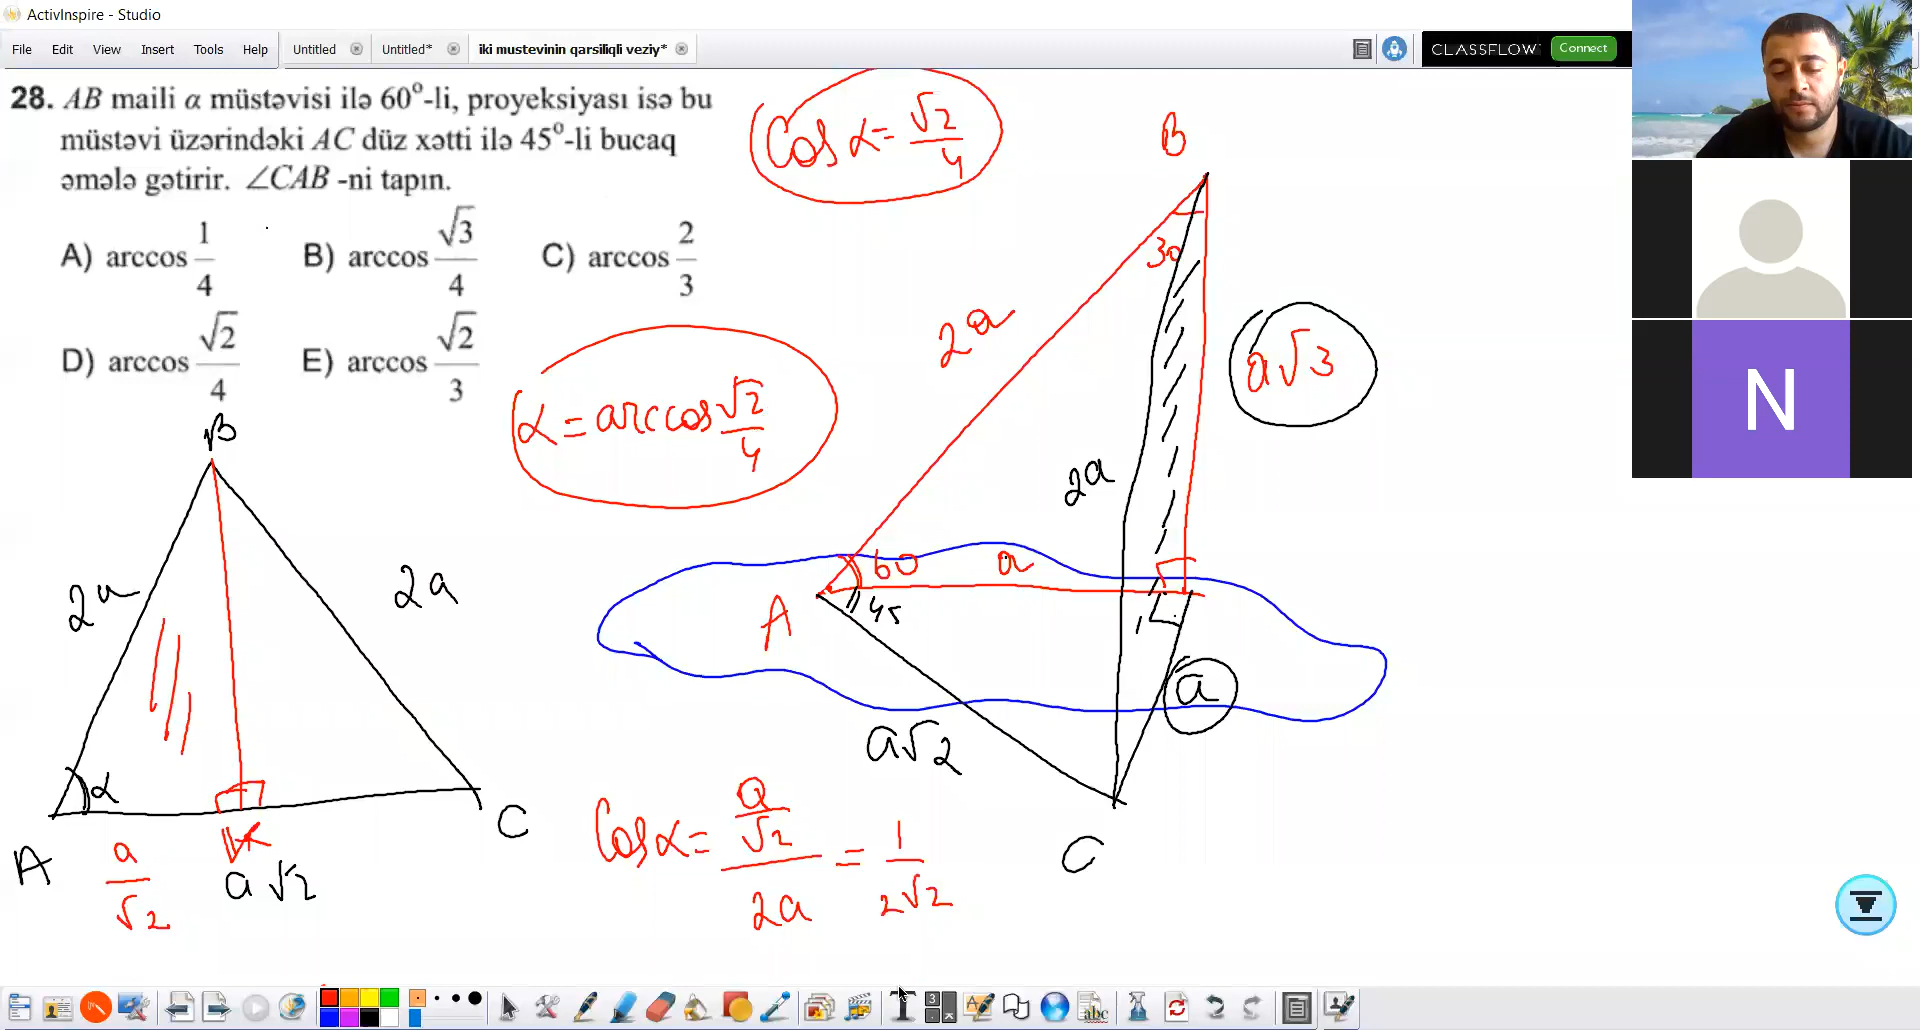 ActivInspire - Studio
File Edit View Insert Tools Help
Untitled
Untitled*
iki mustevinin qarsiliqli veziy*
CLASSFLOW
Connect
28. AB maili α müstəvisi ilə 60°-li, proyeksiyası isə bu
müstəvi üzərindəki AC düz xətti ilə 45°-li bucaq
əmələ gətirir. ∠CAB -ni tapın.
A) arccos 1/4 B) arccos √3/4 C) arccos 2/3
D) arccos √2/4 E) arccos √2/3
Cos α = √2/4
α = arccos √2/4
B
30
2a
a√3
2a
60
a
A
45
a
a√2
C
B
2a
2a
α
A
C
a/√2
a√2
Cos α = (a/√2)/2a = 1/2√2
N